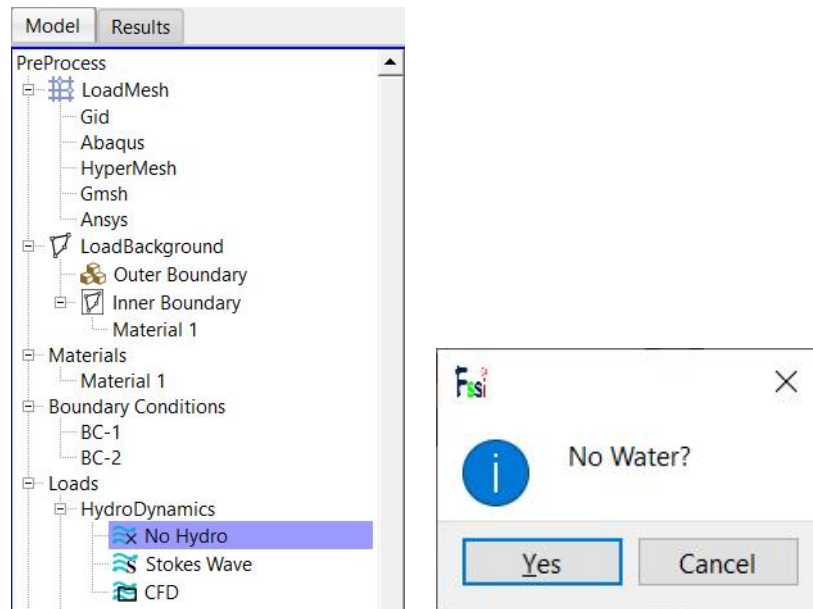 Model Results
PreProcess
LoadMesh
Gid
Abaqus
HyperMesh
Gmsh
Ansys
LoadBackground
Outer Boundary
Inner Boundary
Material 1
Materials
Material 1
Boundary Conditions
BC-1
BC-2
Loads
HydroDynamics
No Hydro
Stokes Wave
CFD
Fssi
No Water?
Yes Cancel